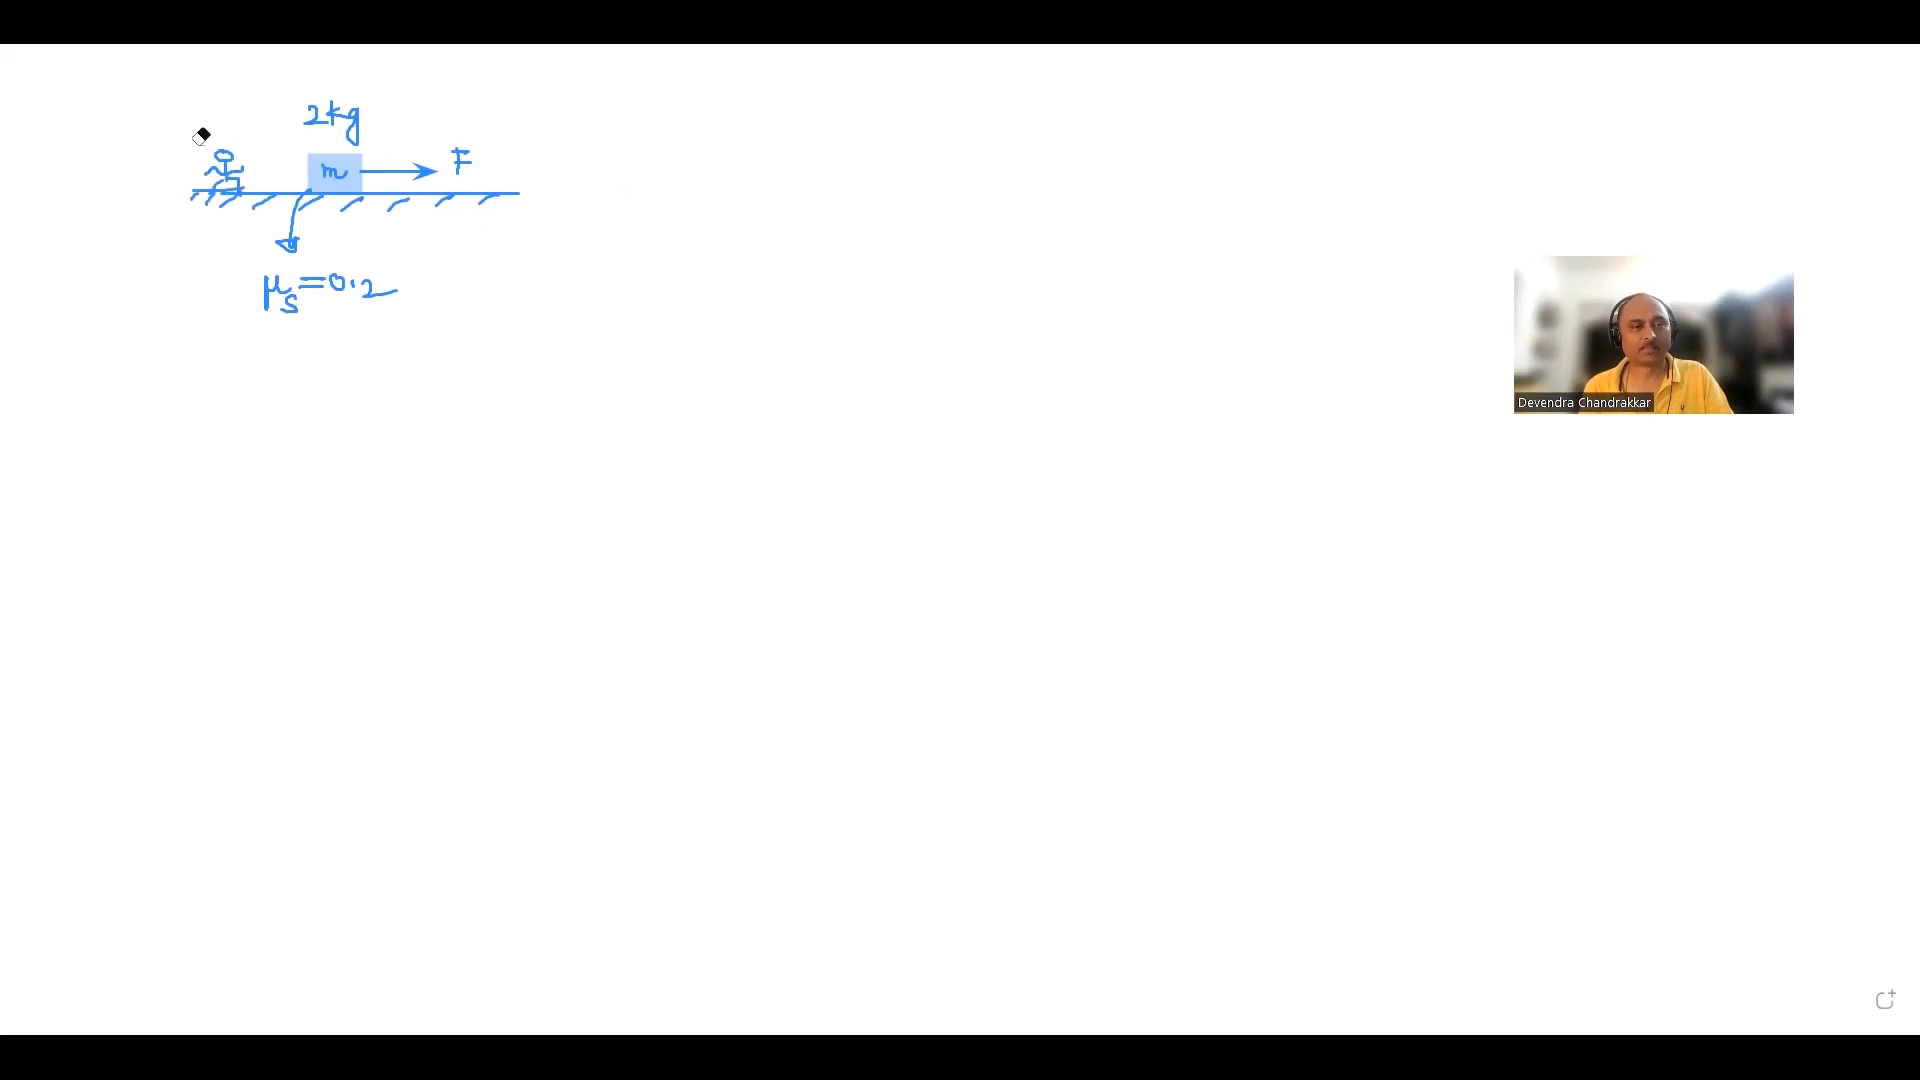 2kg
m
F
μs=0.2
Devendra Chandrakkar